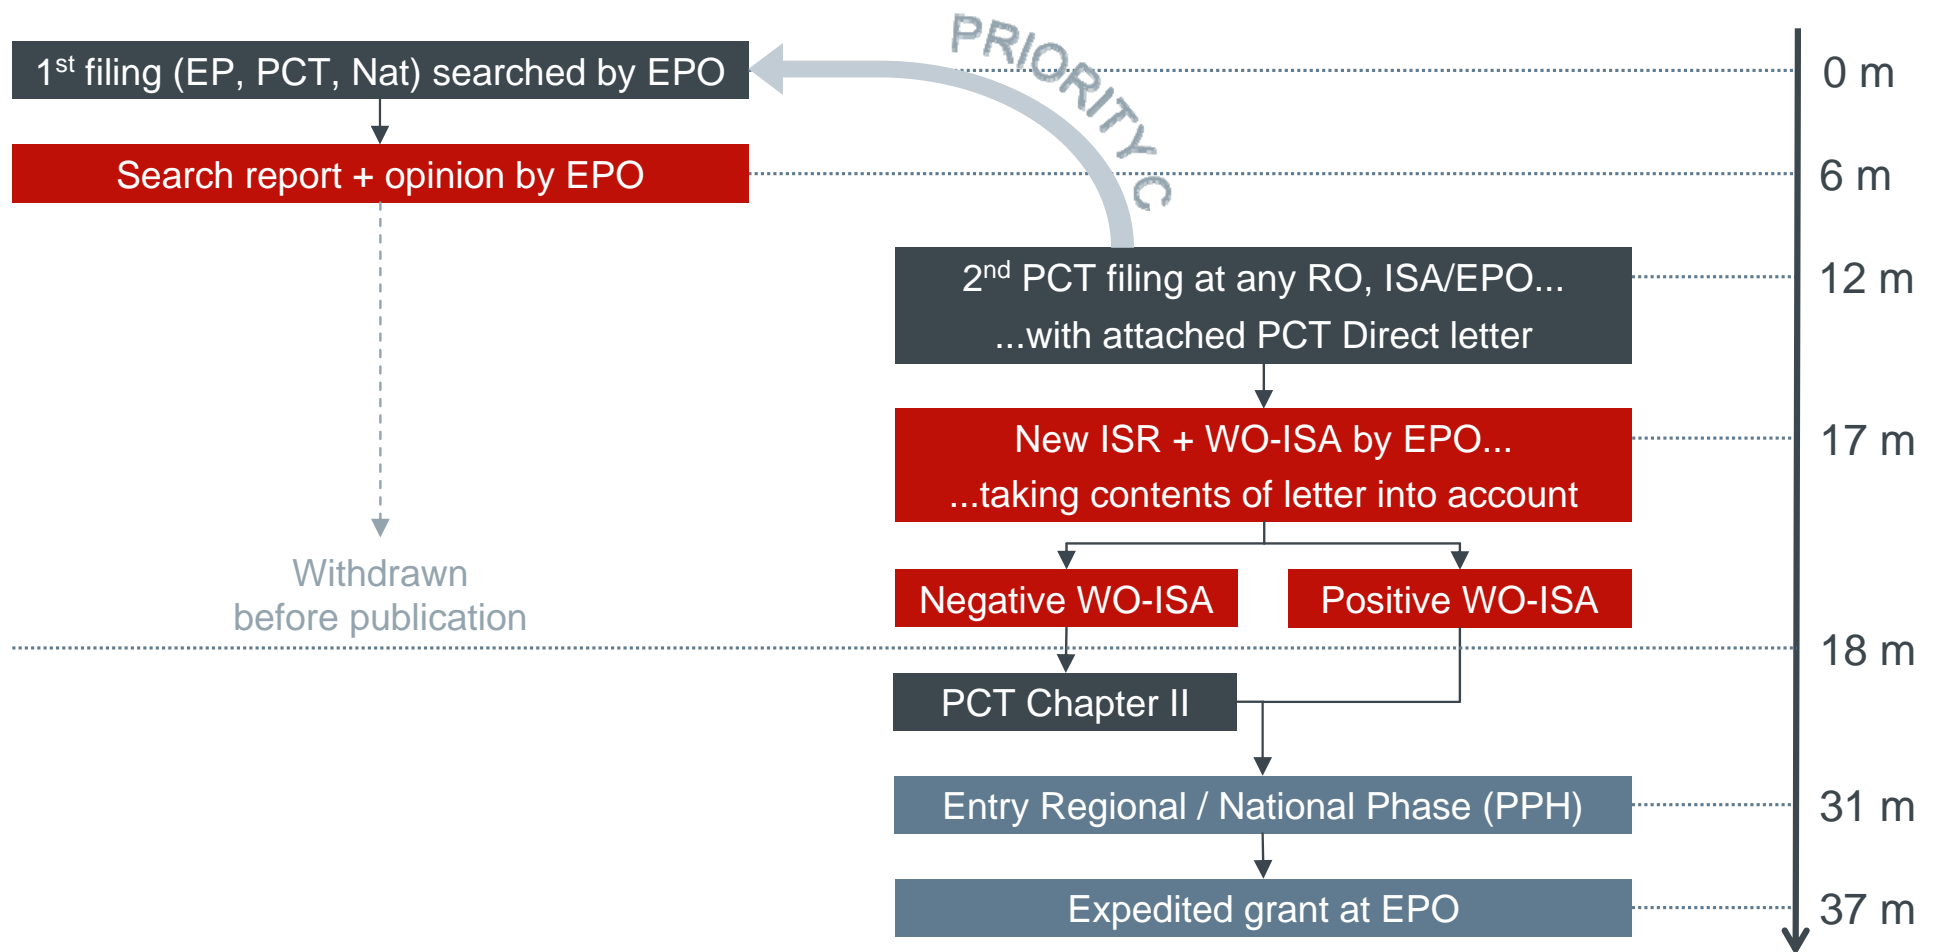 PRIORITY C
1st filing (EP, PCT, Nat) searched by EPO
0 m
Search report + opinion by EPO
6 m
2nd PCT filing at any RO, ISA/EPO...
...with attached PCT Direct letter
12 m
New ISR + WO-ISA by EPO...
...taking contents of letter into account
17 m
Withdrawn
before publication
Negative WO-ISA
Positive WO-ISA
18 m
PCT Chapter II
Entry Regional / National Phase (PPH)
31 m
Expedited grant at EPO
37 m